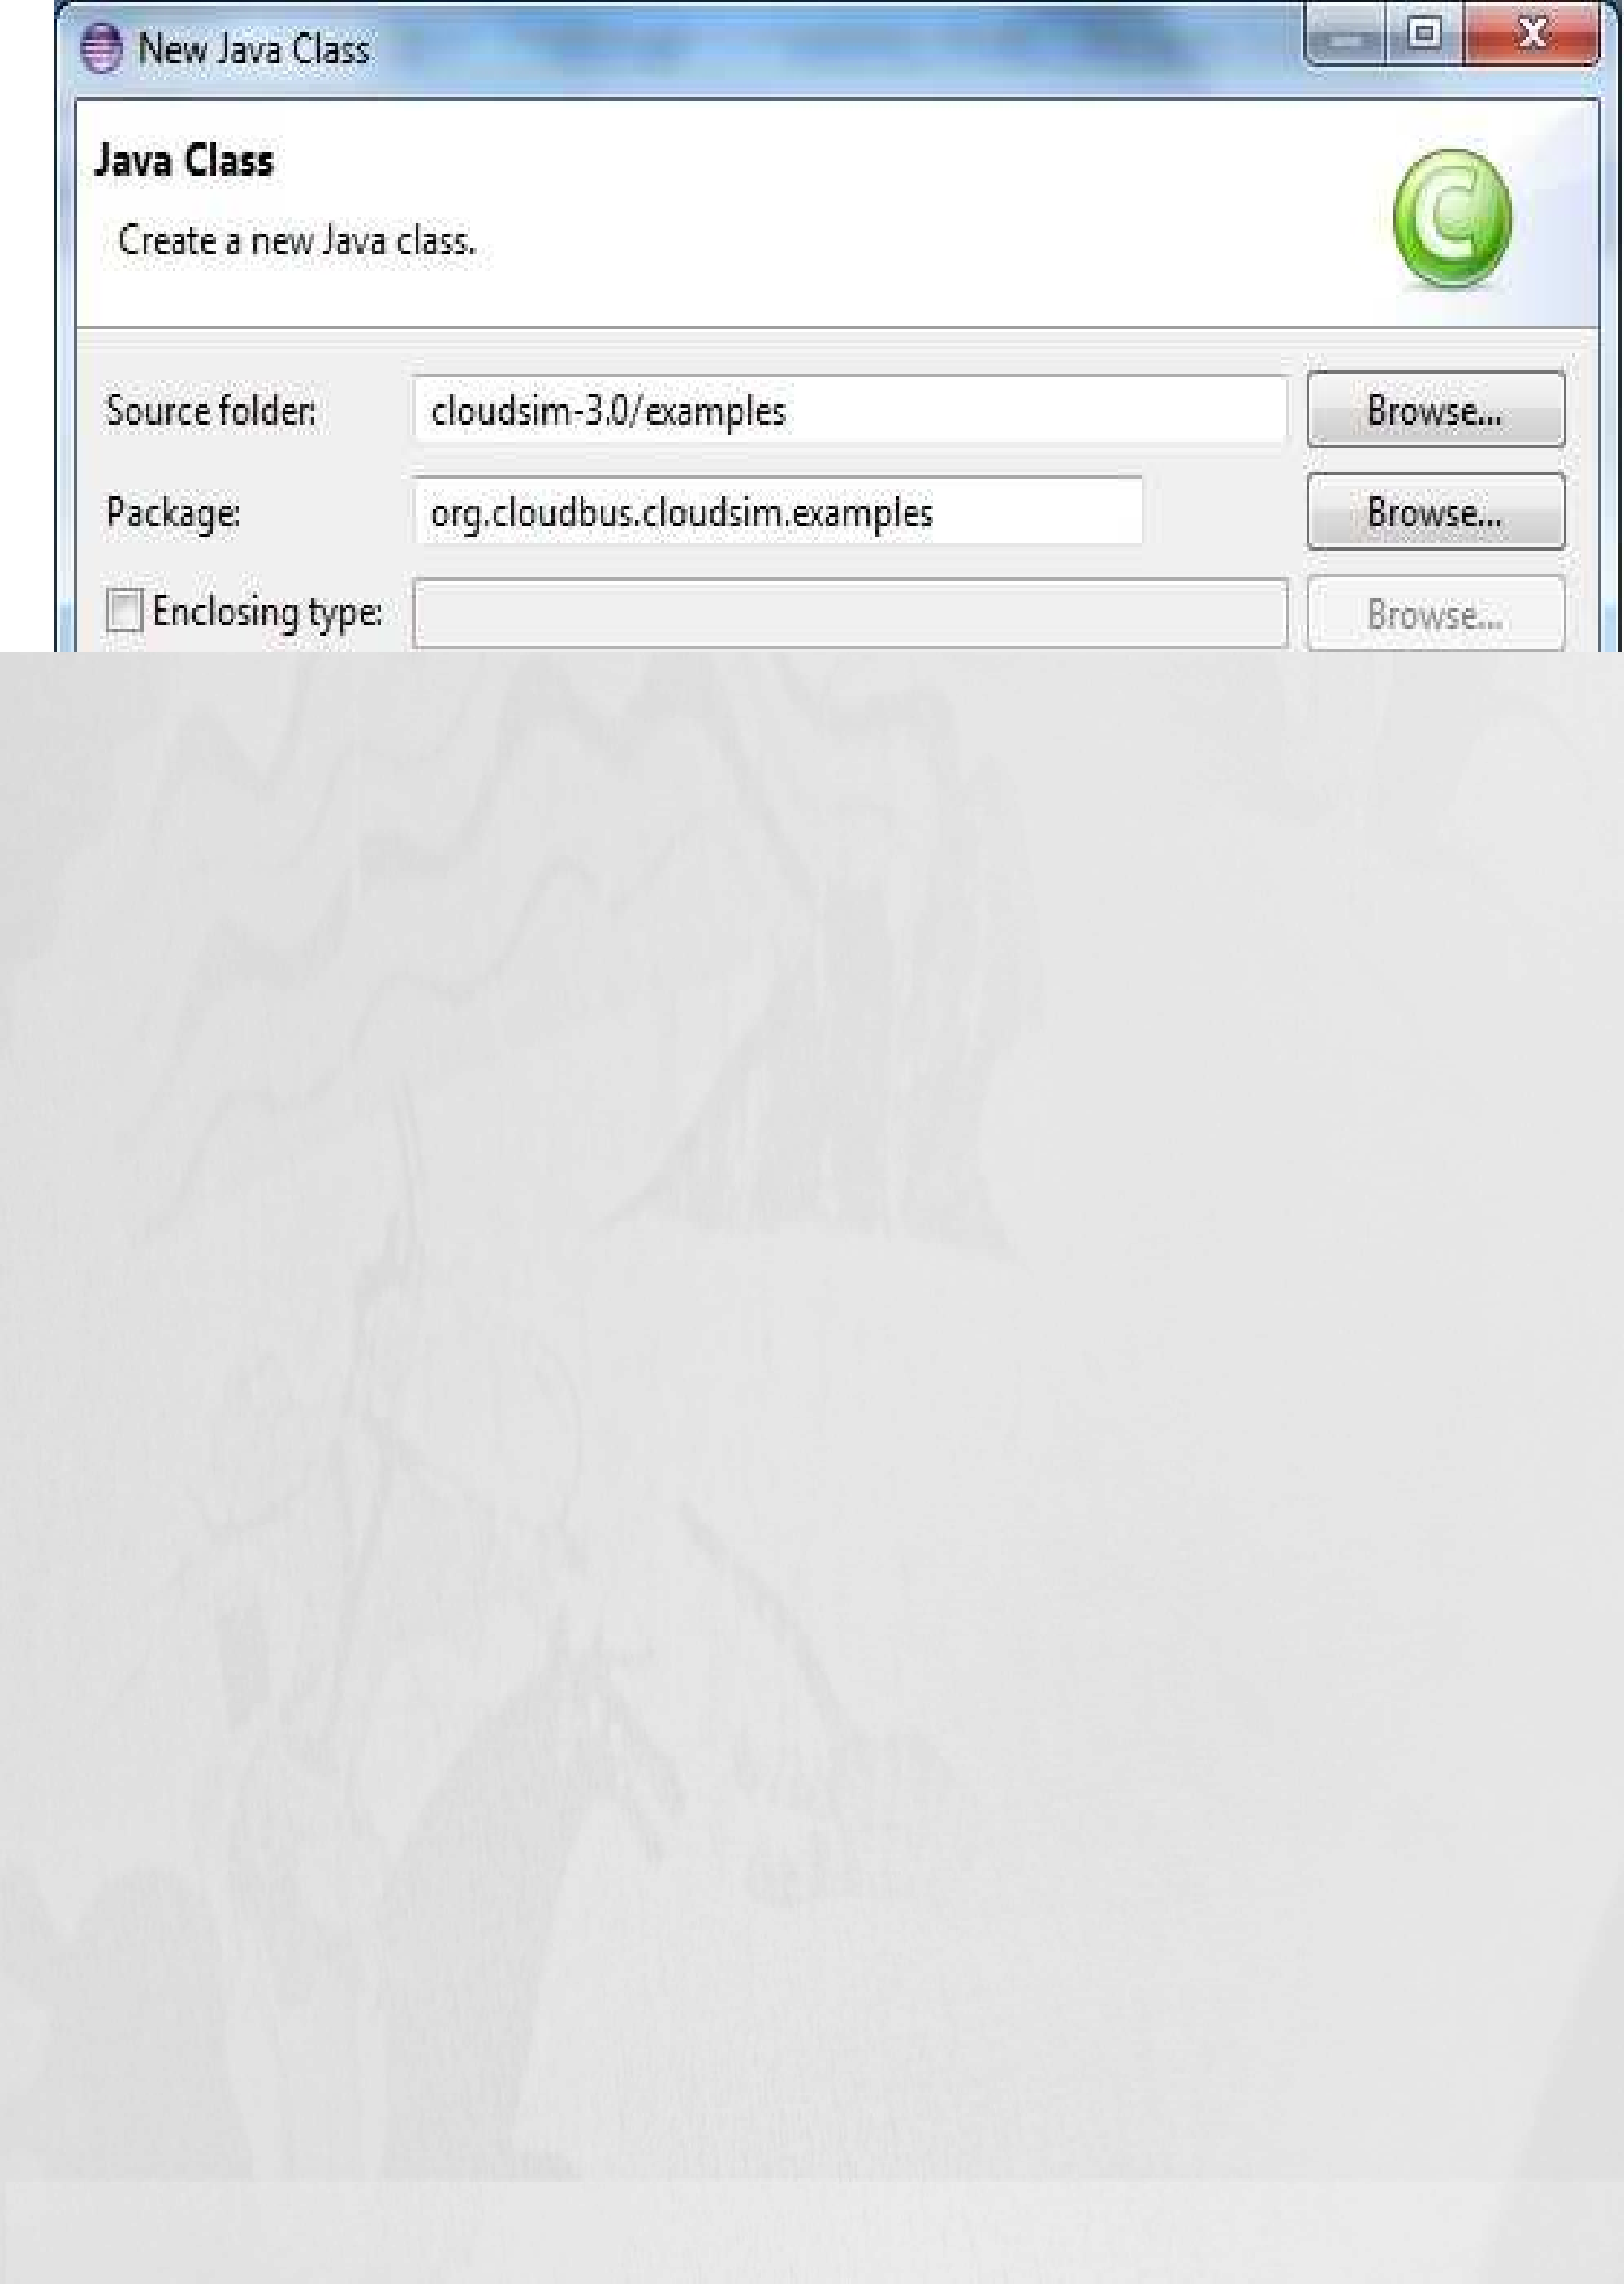 New Java Class
Java Class
Create a new Java class.
Source folder: cloudsim-3.0/examples Browse...
Package: org.cloudbus.cloudsim.examples Browse...
Enclosing type: Browse...